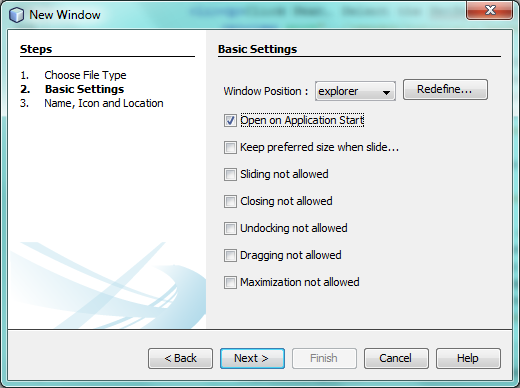 New Window
Steps
1. Choose File Type
2. Basic Settings
3. Name, Icon and Location
Basic Settings
Window Position : explorer Redefine...
Open on Application Start
Keep preferred size when slide...
Sliding not allowed
Closing not allowed
Undocking not allowed
Dragging not allowed
Maximization not allowed
< Back Next > Finish Cancel Help